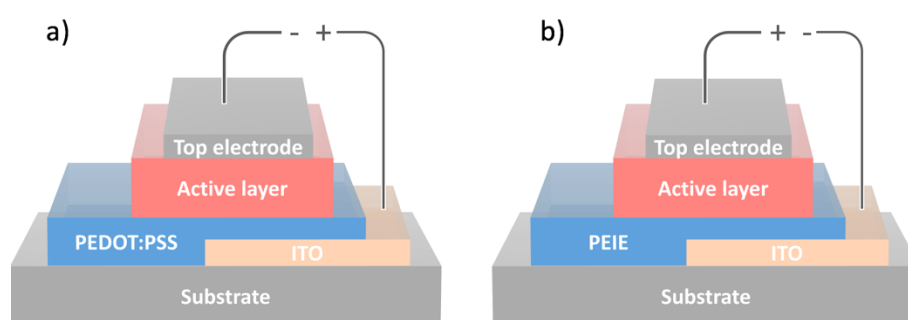 a)
- +
Top electrode
Active layer
PEDOT:PSS
ITO
Substrate
b)
+ -
Top electrode
Active layer
PEIE
ITO
Substrate